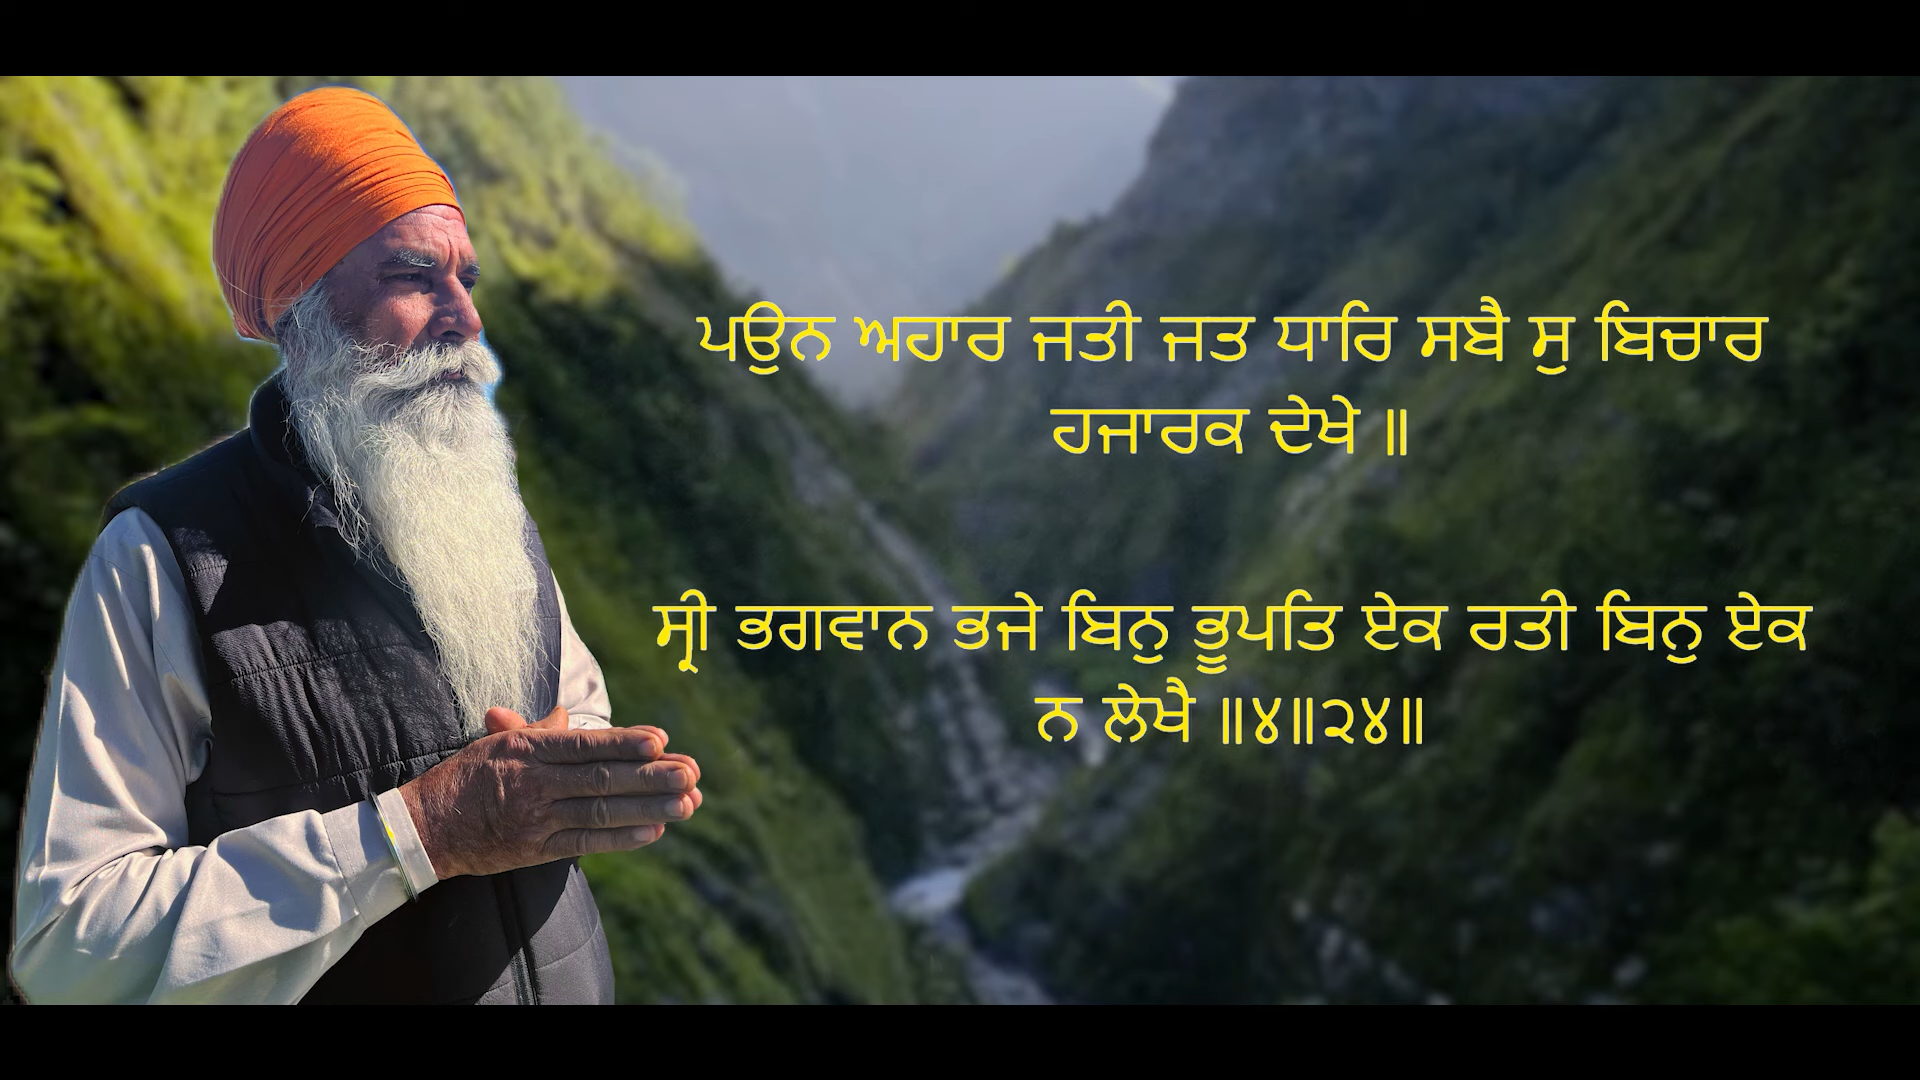 ਪਉਨ ਅਹਾਰ ਜਤੀ ਜਤ ਧਾਰਿ ਸਬੈ ਸੁ ਬਿਚਾਰ
ਹਜਾਰਕ ਦੇਖੇ ॥
ਸ੍ਰੀ ਭਗਵਾਨ ਭਜੇ ਬਿਨੁ ਭੂਪਤਿ ਏਕ ਰਤੀ ਬਿਨੁ ਏਕ
ਨ ਲੇਖੈ ॥੪॥੨੪॥